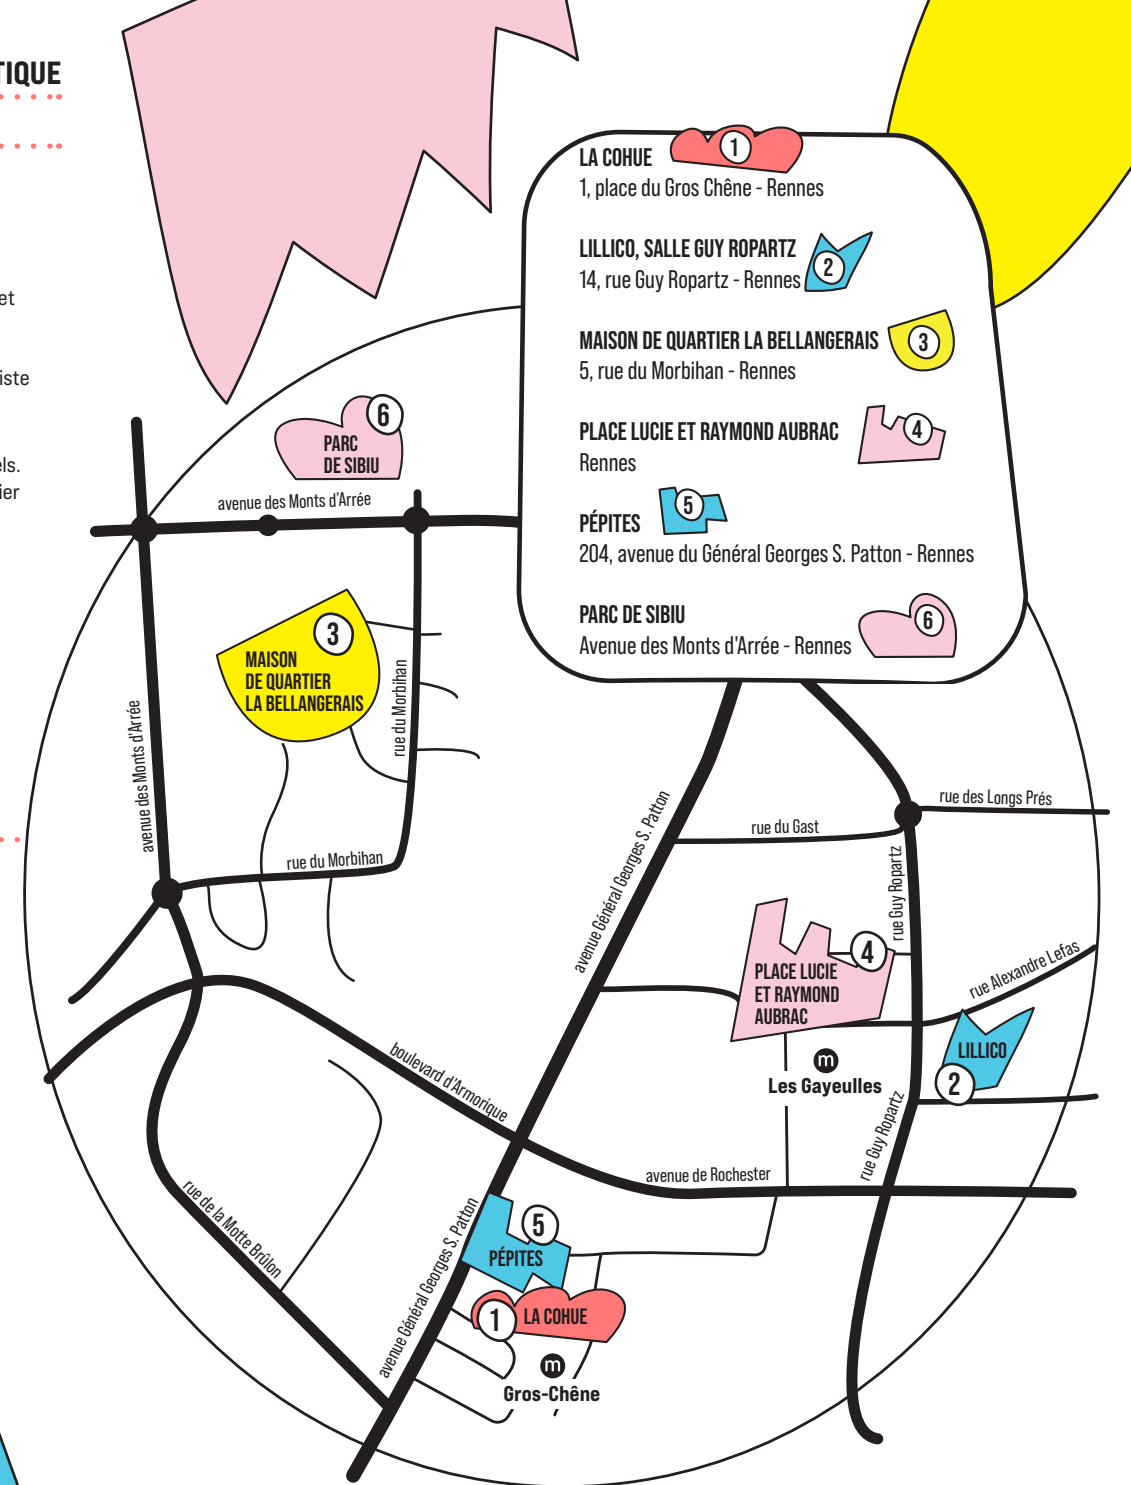 TIQUE
et
iste
els.
ier
LA COHUE 1
1, place du Gros Chêne - Rennes
LILLICO, SALLE GUY ROPARTZ
14, rue Guy Ropartz - Rennes 2
MAISON DE QUARTIER LA BELLANGERAIS 3
5, rue du Morbihan - Rennes
PLACE LUCIE ET RAYMOND AUBRAC 4
Rennes
PÉPITES 5
204, avenue du Général Georges S. Patton - Rennes
PARC DE SIBIU 6
Avenue des Monts d'Arrée - Rennes
6
PARC
DE SIBIU
avenue des Monts d'Arrée
3
MAISON
DE QUARTIER
LA BELLANGERAIS
rue du Morbihan
avenue des Monts d'Arrée
rue du Morbihan
avenue Général Georges S. Patton
rue des Longs Prés
rue du Gast
rue Guy Ropartz
4
PLACE LUCIE
ET RAYMOND
AUBRAC
rue Alexandre Lefas
LILLICO
2
m
Les Gayeulles
boulevard d'Armorique
rue Guy Ropartz
avenue de Rochester
rue de la Motte Brûlon
avenue Général Georges S. Patton
5
PÉPITES
1
LA COHUE
m
Gros-Chêne